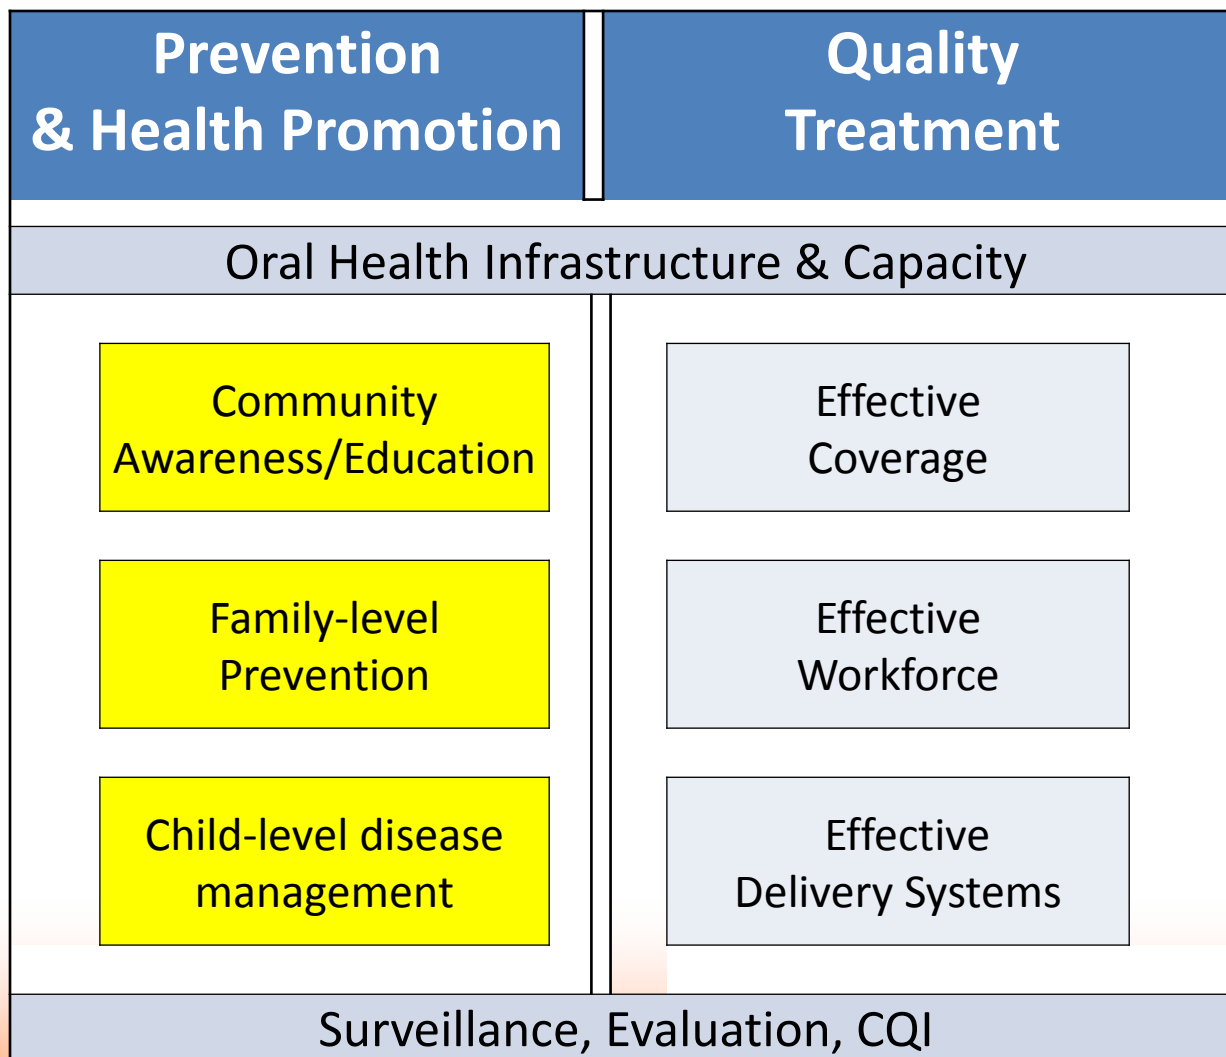 Prevention
& Health Promotion
Quality
Treatment
Oral Health Infrastructure & Capacity
Community
Awareness/Education
Effective
Coverage
Family-level
Prevention
Effective
Workforce
Child-level disease
management
Effective
Delivery Systems
Surveillance, Evaluation, CQI